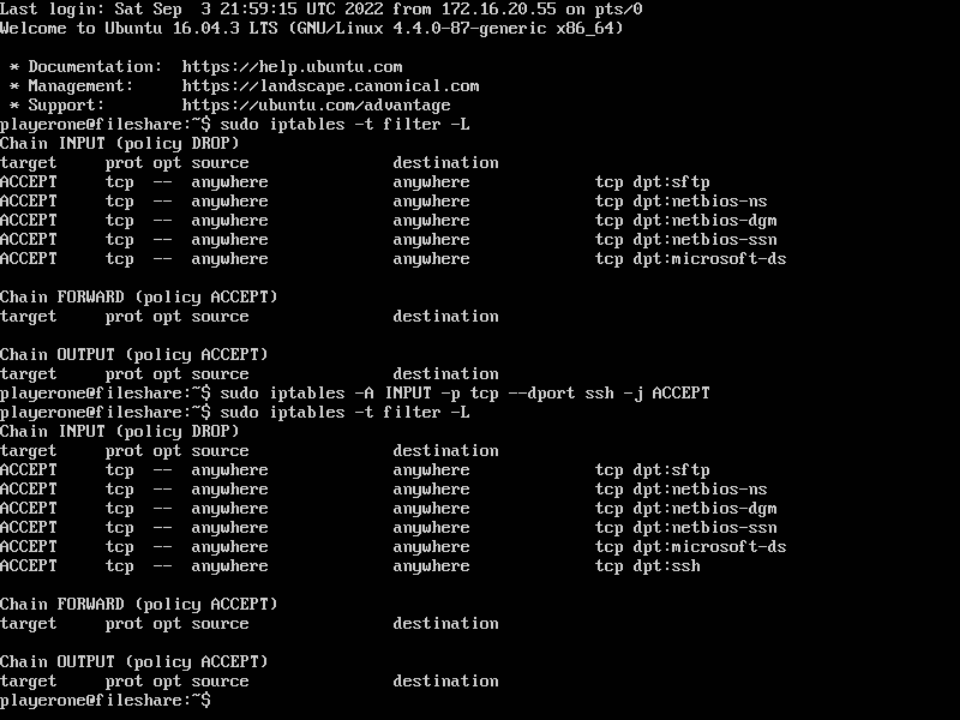 Last login: Sat Sep  3 21:59:15 UTC 2022 from 172.16.20.55 on pts/0
Welcome to Ubuntu 16.04.3 LTS (GNU/Linux 4.4.0-87-generic x86_64)
 * Documentation:  https://help.ubuntu.com
 * Management:     https://landscape.canonical.com
 * Support:        https://ubuntu.com/advantage
playerone@fileshare:~$ sudo iptables -t filter -L
Chain INPUT (policy DROP)
target     prot opt source               destination
ACCEPT     tcp  --  anywhere             anywhere             tcp dpt:sftp
ACCEPT     tcp  --  anywhere             anywhere             tcp dpt:netbios-ns
ACCEPT     tcp  --  anywhere             anywhere             tcp dpt:netbios-dgm
ACCEPT     tcp  --  anywhere             anywhere             tcp dpt:netbios-ssn
ACCEPT     tcp  --  anywhere             anywhere             tcp dpt:microsoft-ds
Chain FORWARD (policy ACCEPT)
target     prot opt source               destination
Chain OUTPUT (policy ACCEPT)
target     prot opt source               destination
playerone@fileshare:~$ sudo iptables -A INPUT -p tcp --dport ssh -j ACCEPT
playerone@fileshare:~$ sudo iptables -t filter -L
Chain INPUT (policy DROP)
target     prot opt source               destination
ACCEPT     tcp  --  anywhere             anywhere             tcp dpt:sftp
ACCEPT     tcp  --  anywhere             anywhere             tcp dpt:netbios-ns
ACCEPT     tcp  --  anywhere             anywhere             tcp dpt:netbios-dgm
ACCEPT     tcp  --  anywhere             anywhere             tcp dpt:netbios-ssn
ACCEPT     tcp  --  anywhere             anywhere             tcp dpt:microsoft-ds
ACCEPT     tcp  --  anywhere             anywhere             tcp dpt:ssh
Chain FORWARD (policy ACCEPT)
target     prot opt source               destination
Chain OUTPUT (policy ACCEPT)
target     prot opt source               destination
playerone@fileshare:~$